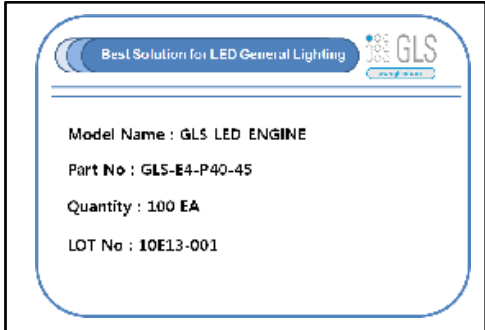 Best Solution for LED General Lighting
GLS
Model Name : GLS LED ENGINE
Part No : GLS-E4-P40-45
Quantity : 100 EA
LOT No : 10E13-001